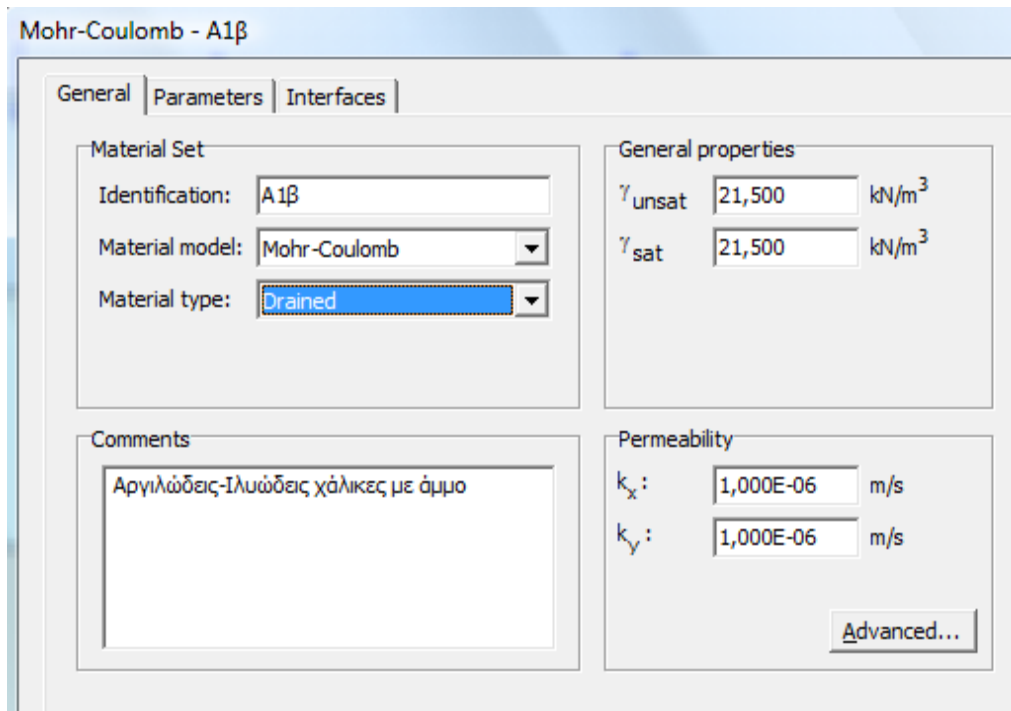 Mohr-Coulomb - A1β
General Parameters Interfaces
Material Set
Identification: A1β
Material model: Mohr-Coulomb
Material type: Drained
General properties
γunsat 21,500 kN/m3
γsat 21,500 kN/m3
Comments
Αργιλώδεις-Ιλυώδεις χάλικες με άμμο
Permeability
kx: 1,000E-06 m/s
ky: 1,000E-06 m/s
Advanced...